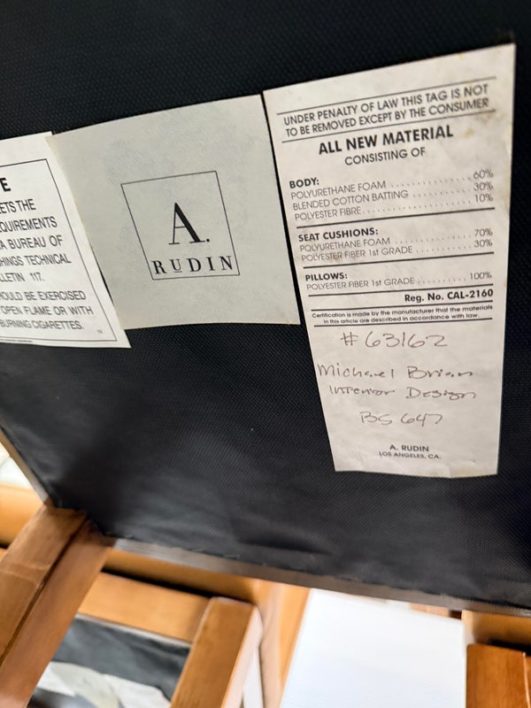 E
ETS THE
QUIREMENTS
A BUREAU OF
HINGS TECHNICAL
LLETIN 117.
HOULD BE EXERCISED
OPEN FLAME OR WITH
BURNING CIGARETTES.
A.
RUDIN
UNDER PENALTY OF LAW THIS TAG IS NOT
TO BE REMOVED EXCEPT BY THE CONSUMER
ALL NEW MATERIAL
CONSISTING OF
BODY:
POLYURETHANE FOAM . . . . . . . . . . . . . . 60%
BLENDED COTTON BATTING . . . . . . . . . . . 30%
POLYESTER FIBRE . . . . . . . . . . . . . . . . . 10%
SEAT CUSHIONS:
POLYURETHANE FOAM . . . . . . . . . . . . . . 70%
POLYESTER FIBER 1st GRADE . . . . . . . . . . 30%
PILLOWS:
POLYESTER FIBER 1st GRADE . . . . . . . . . . 100%
Reg. No. CAL-2160
Certification is made by the manufacturer that the materials
in this article are described in accordance with law.
#63162
Michael Brian
Interior Design
BS 647
A. RUDIN
LOS ANGELES, CA.